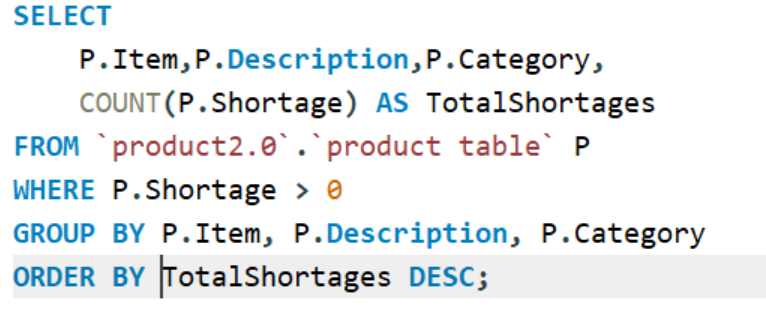 SELECT
P.Item,P.Description,P.Category,
COUNT(P.Shortage) AS TotalShortages
FROM `product2.0`.`product table` P
WHERE P.Shortage > 0
GROUP BY P.Item, P.Description, P.Category
ORDER BY TotalShortages DESC;